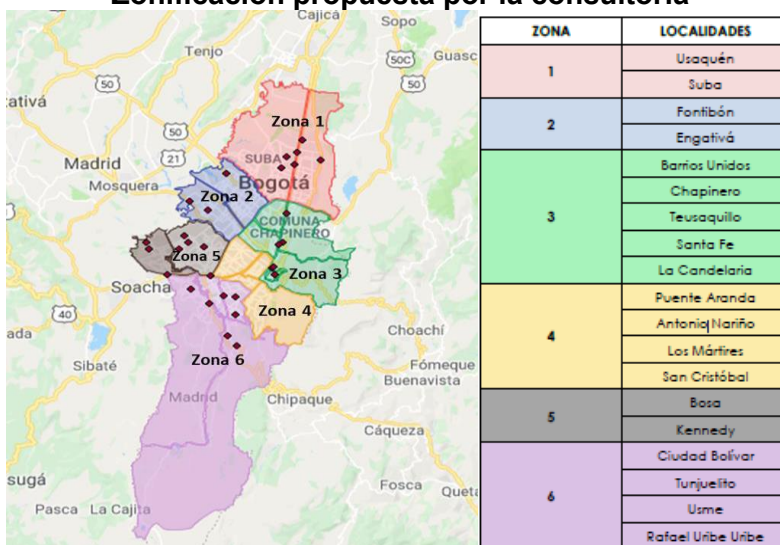 Zonificación propuesta por la consultoría
Cajicá
Sopo
Tenjo
50C
Guasc
50
50
ativá
Zona 1
50
Madrid
21
SUBA
Mosquera
Bogotá
Zona 2
COMUNA
CHAPINERO
Zona 5
Zona 3
Soacha
Zona 4
40
Choachí
ada
Zona 6
Sibaté
Fómeque
Buenavista
Madrid
Chipaque
Cáqueza
sugá
Fosca
Queta
Pasca
La Cajita
ZONA LOCALIDADES
1 Usaquén
Suba
2 Fontibón
Engativá
3 Barrios Unidos
Chapinero
Teusaquillo
Santa Fe
La Candelaria
4 Puente Aranda
Antonio Nariño
Los Mártires
San Cristóbal
5 Bosa
Kennedy
6 Ciudad Bolívar
Tunjuelito
Usme
Rafael Uribe Uribe